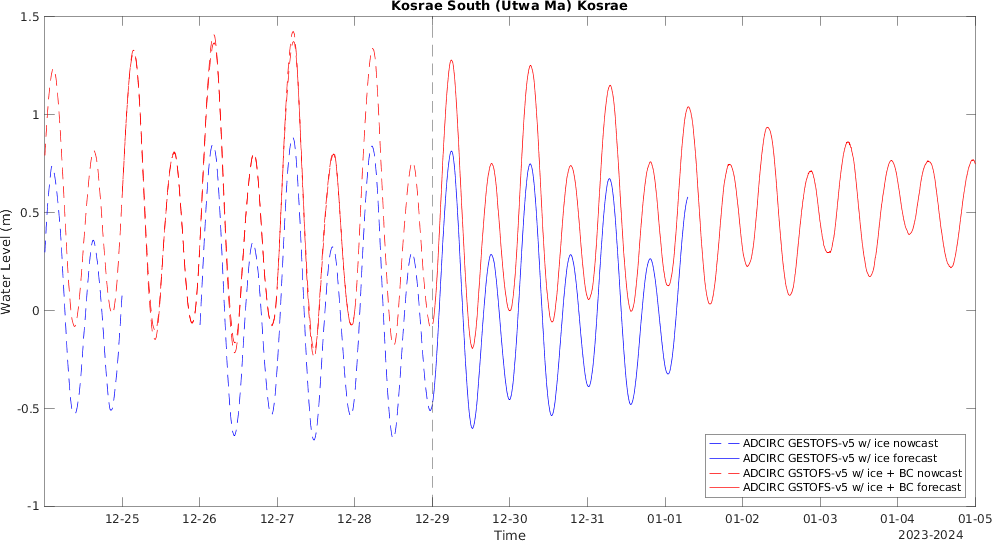 Kosrae South (Utwa Ma) Kosrae
1.5
1
0.5
0
-0.5
-1
Water Level (m)
ADCIRC GESTOFS-v5 w/ ice nowcast
ADCIRC GESTOFS-v5 w/ ice forecast
ADCIRC GSTOFS-v5 w/ ice + BC nowcast
ADCIRC GSTOFS-v5 w/ ice + BC forecast
12-25 12-26 12-27 12-28 12-29 12-30 12-31 01-01 01-02 01-03 01-04 01-05
Time
2023-2024